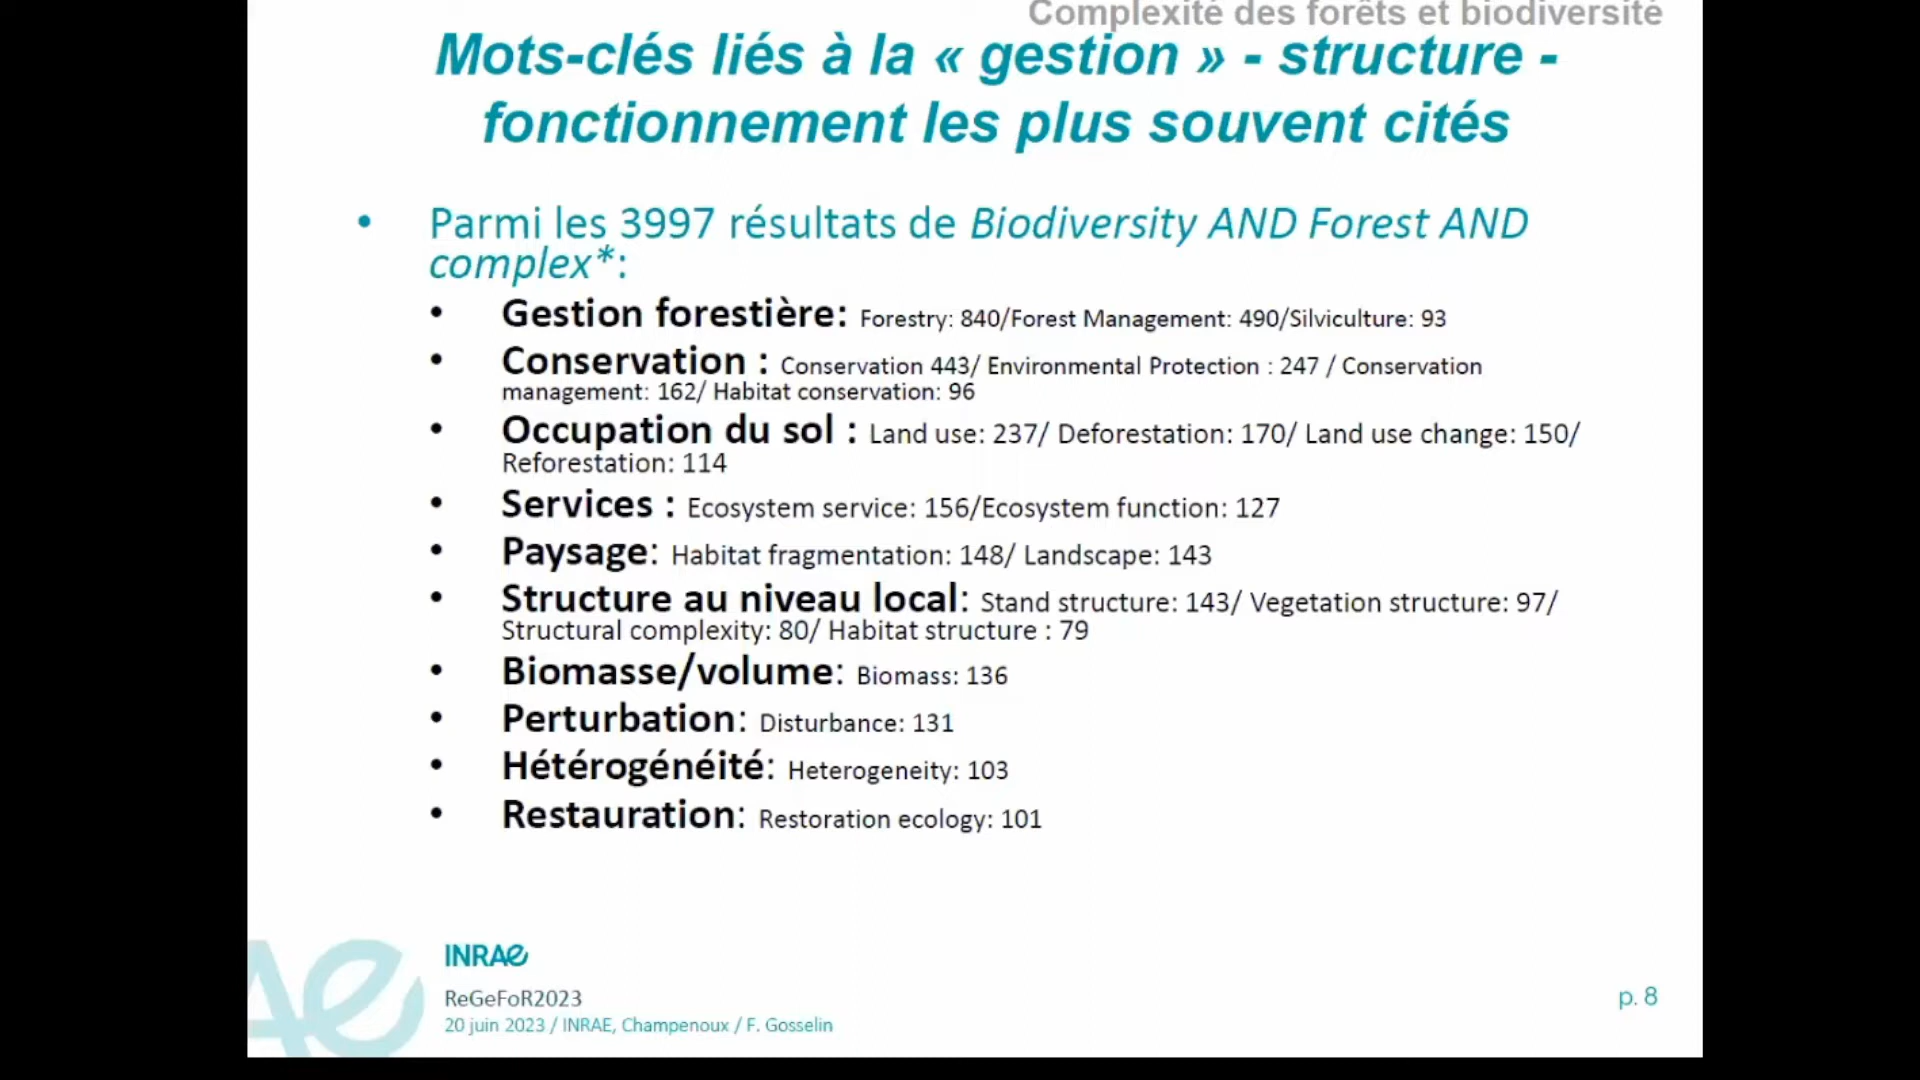 Complexité des forêts et biodiversité
Mots-clés liés à la « gestion » - structure -
fonctionnement les plus souvent cités
• Parmi les 3997 résultats de Biodiversity AND Forest AND
complex*:
• Gestion forestière: Forestry: 840/Forest Management: 490/Silviculture: 93
• Conservation : Conservation 443/ Environmental Protection : 247 / Conservation
management: 162/ Habitat conservation: 96
• Occupation du sol : Land use: 237/ Deforestation: 170/ Land use change: 150/
Reforestation: 114
• Services : Ecosystem service: 156/Ecosystem function: 127
• Paysage: Habitat fragmentation: 148/ Landscape: 143
• Structure au niveau local: Stand structure: 143/ Vegetation structure: 97/
Structural complexity: 80/ Habitat structure : 79
• Biomasse/volume: Biomass: 136
• Perturbation: Disturbance: 131
• Hétérogénéité: Heterogeneity: 103
• Restauration: Restoration ecology: 101
INRAE
ReGeFoR2023
20 juin 2023 / INRAE, Champenoux / F. Gosselin
p. 8